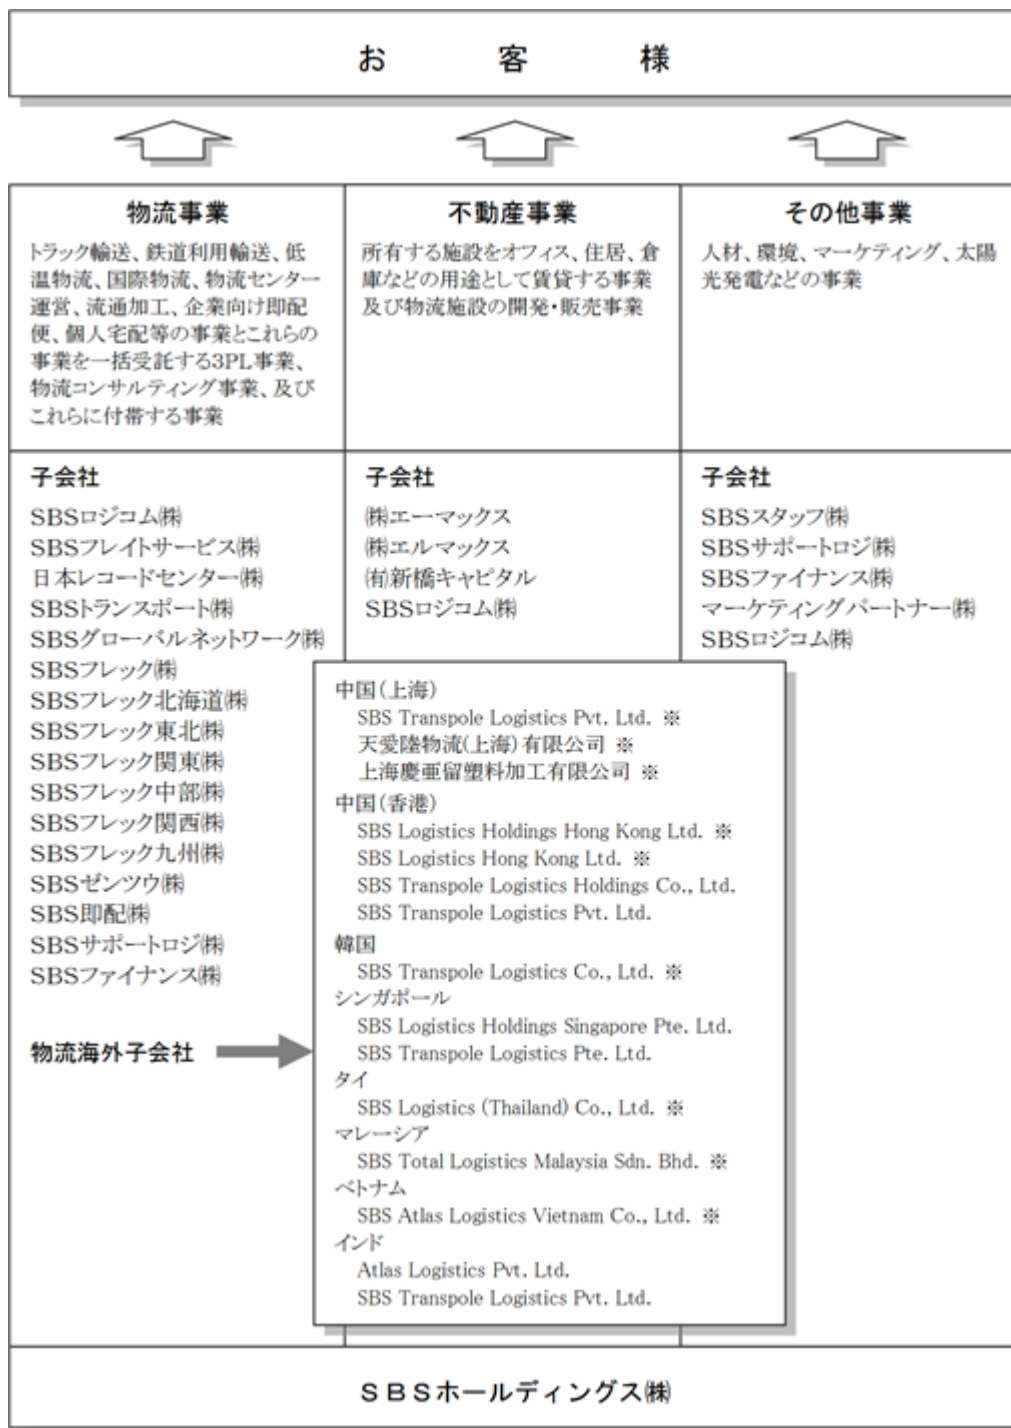 お客様
物流事業
トラック輸送、鉄道利用輸送、低
温物流、国際物流、物流センター
運営、流通加工、企業向け即配
便、個人宅配等の事業とこれらの
事業を一括受託する3PL事業、
物流コンサルティング事業、及び
これらに付帯する事業
不動産事業
所有する施設をオフィス、住居、倉
庫などの用途として賃貸する事業
及び物流施設の開発・販売事業
その他事業
人材、環境、マーケティング、太陽
光発電などの事業
子会社
SBSロジコム㈱
SBSフレイトサービス㈱
日本レコードセンター㈱
SBSトランスポート㈱
SBSグローバルネットワーク㈱
SBSフレック㈱
SBSフレック北海道㈱
SBSフレック東北㈱
SBSフレック関東㈱
SBSフレック中部㈱
SBSフレック関西㈱
SBSフレック九州㈱
SBSゼンツウ㈱
SBS即配㈱
SBSサポートロジ㈱
SBSファイナンス㈱
子会社
㈱エーマックス
㈱エルマックス
㈲新橋キャピタル
SBSロジコム㈱
子会社
SBSスタッフ㈱
SBSサポートロジ㈱
SBSファイナンス㈱
マーケティングパートナー㈱
SBSロジコム㈱
物流海外子会社
中国(上海)
SBS Transpole Logistics Pvt. Ltd. ※
天愛陸物流(上海)有限公司 ※
上海慶亜留塑料加工有限公司 ※
中国(香港)
SBS Logistics Holdings Hong Kong Ltd. ※
SBS Logistics Hong Kong Ltd. ※
SBS Transpole Logistics Holdings Co., Ltd.
SBS Transpole Logistics Pvt. Ltd.
韓国
SBS Transpole Logistics Co., Ltd. ※
シンガポール
SBS Logistics Holdings Singapore Pte. Ltd.
SBS Transpole Logistics Pte. Ltd.
タイ
SBS Logistics (Thailand) Co., Ltd. ※
マレーシア
SBS Total Logistics Malaysia Sdn. Bhd. ※
ベトナム
SBS Atlas Logistics Vietnam Co., Ltd. ※
インド
Atlas Logistics Pvt. Ltd.
SBS Transpole Logistics Pvt. Ltd.
SBSホールディングス㈱